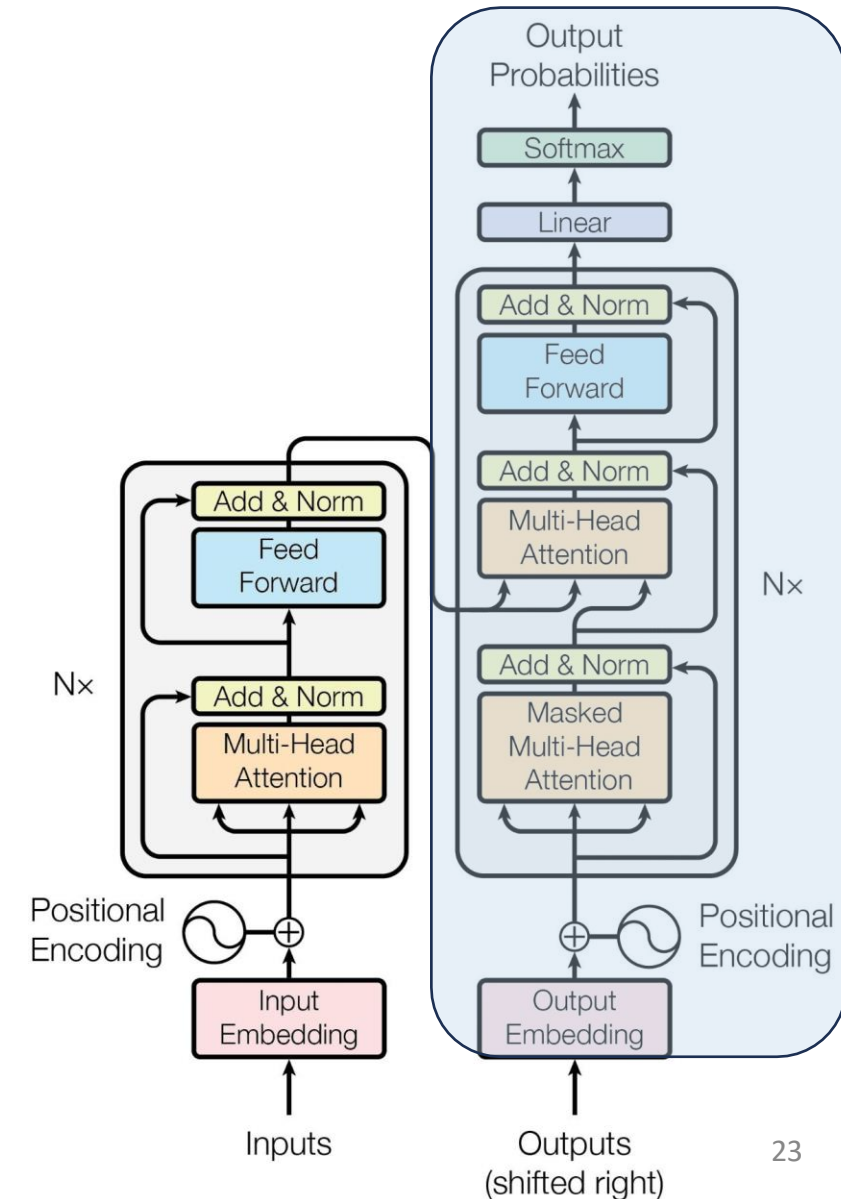 Output
Probabilities
Softmax
Linear
Add & Norm
Feed
Forward
Add & Norm
Multi-Head
Attention
Add & Norm
Masked
Multi-Head
Attention
N×
Positional
Encoding
Output
Embedding
Outputs
(shifted right)
Add & Norm
Feed
Forward
Add & Norm
Multi-Head
Attention
N×
Positional
Encoding
Input
Embedding
Inputs
23